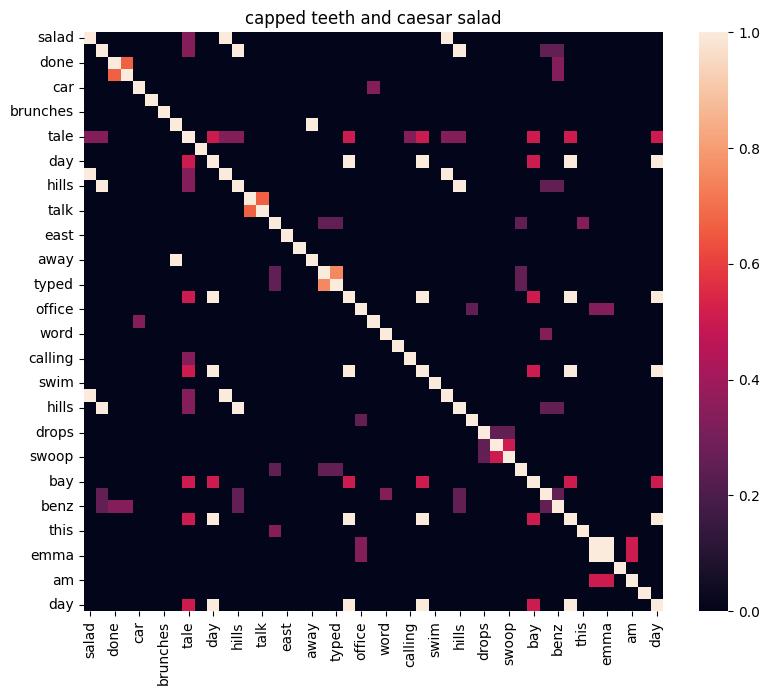 capped teeth and caesar salad
salad
done
car
brunches
tale
day
hills
talk
east
away
typed
office
word
calling
swim
hills
drops
swoop
bay
benz
this
emma
am
day
1.0
0.8
0.6
0.4
0.2
0.0
salad
done
car
brunches
tale
day
hills
talk
east
away
typed
office
word
calling
swim
hills
drops
swoop
bay
benz
this
emma
am
day